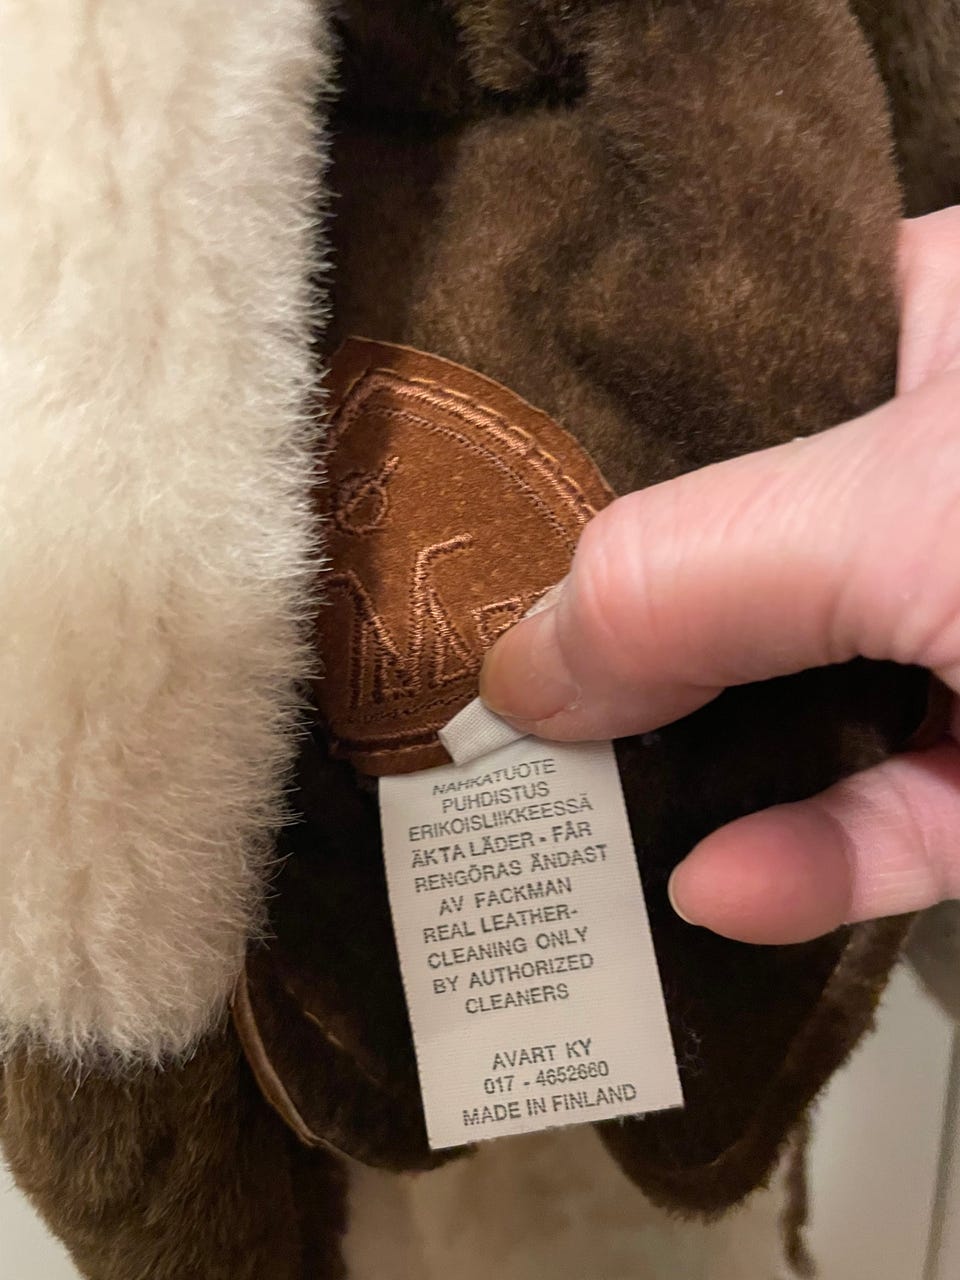 NAHKATUOTE
PUHDISTUS
ERIKOISLIIKKEESSÄ
ÄKTA LÄDER - FÅR
RENGÖRAS ÄNDAST
AV FACKMAN
REAL LEATHER-
CLEANING ONLY
BY AUTHORIZED
CLEANERS
AVART KY
017 - 4652660
MADE IN FINLAND